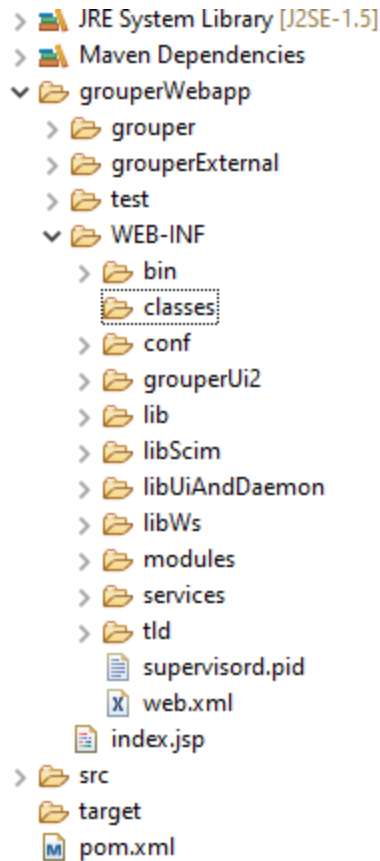 JRE System Library [J2SE-1.5]
Maven Dependencies
grouperWebapp
grouper
grouperExternal
test
WEB-INF
bin
classes
conf
grouperUi2
lib
libScim
libUiAndDaemon
libWs
modules
services
tld
supervisord.pid
web.xml
index.jsp
src
target
pom.xml